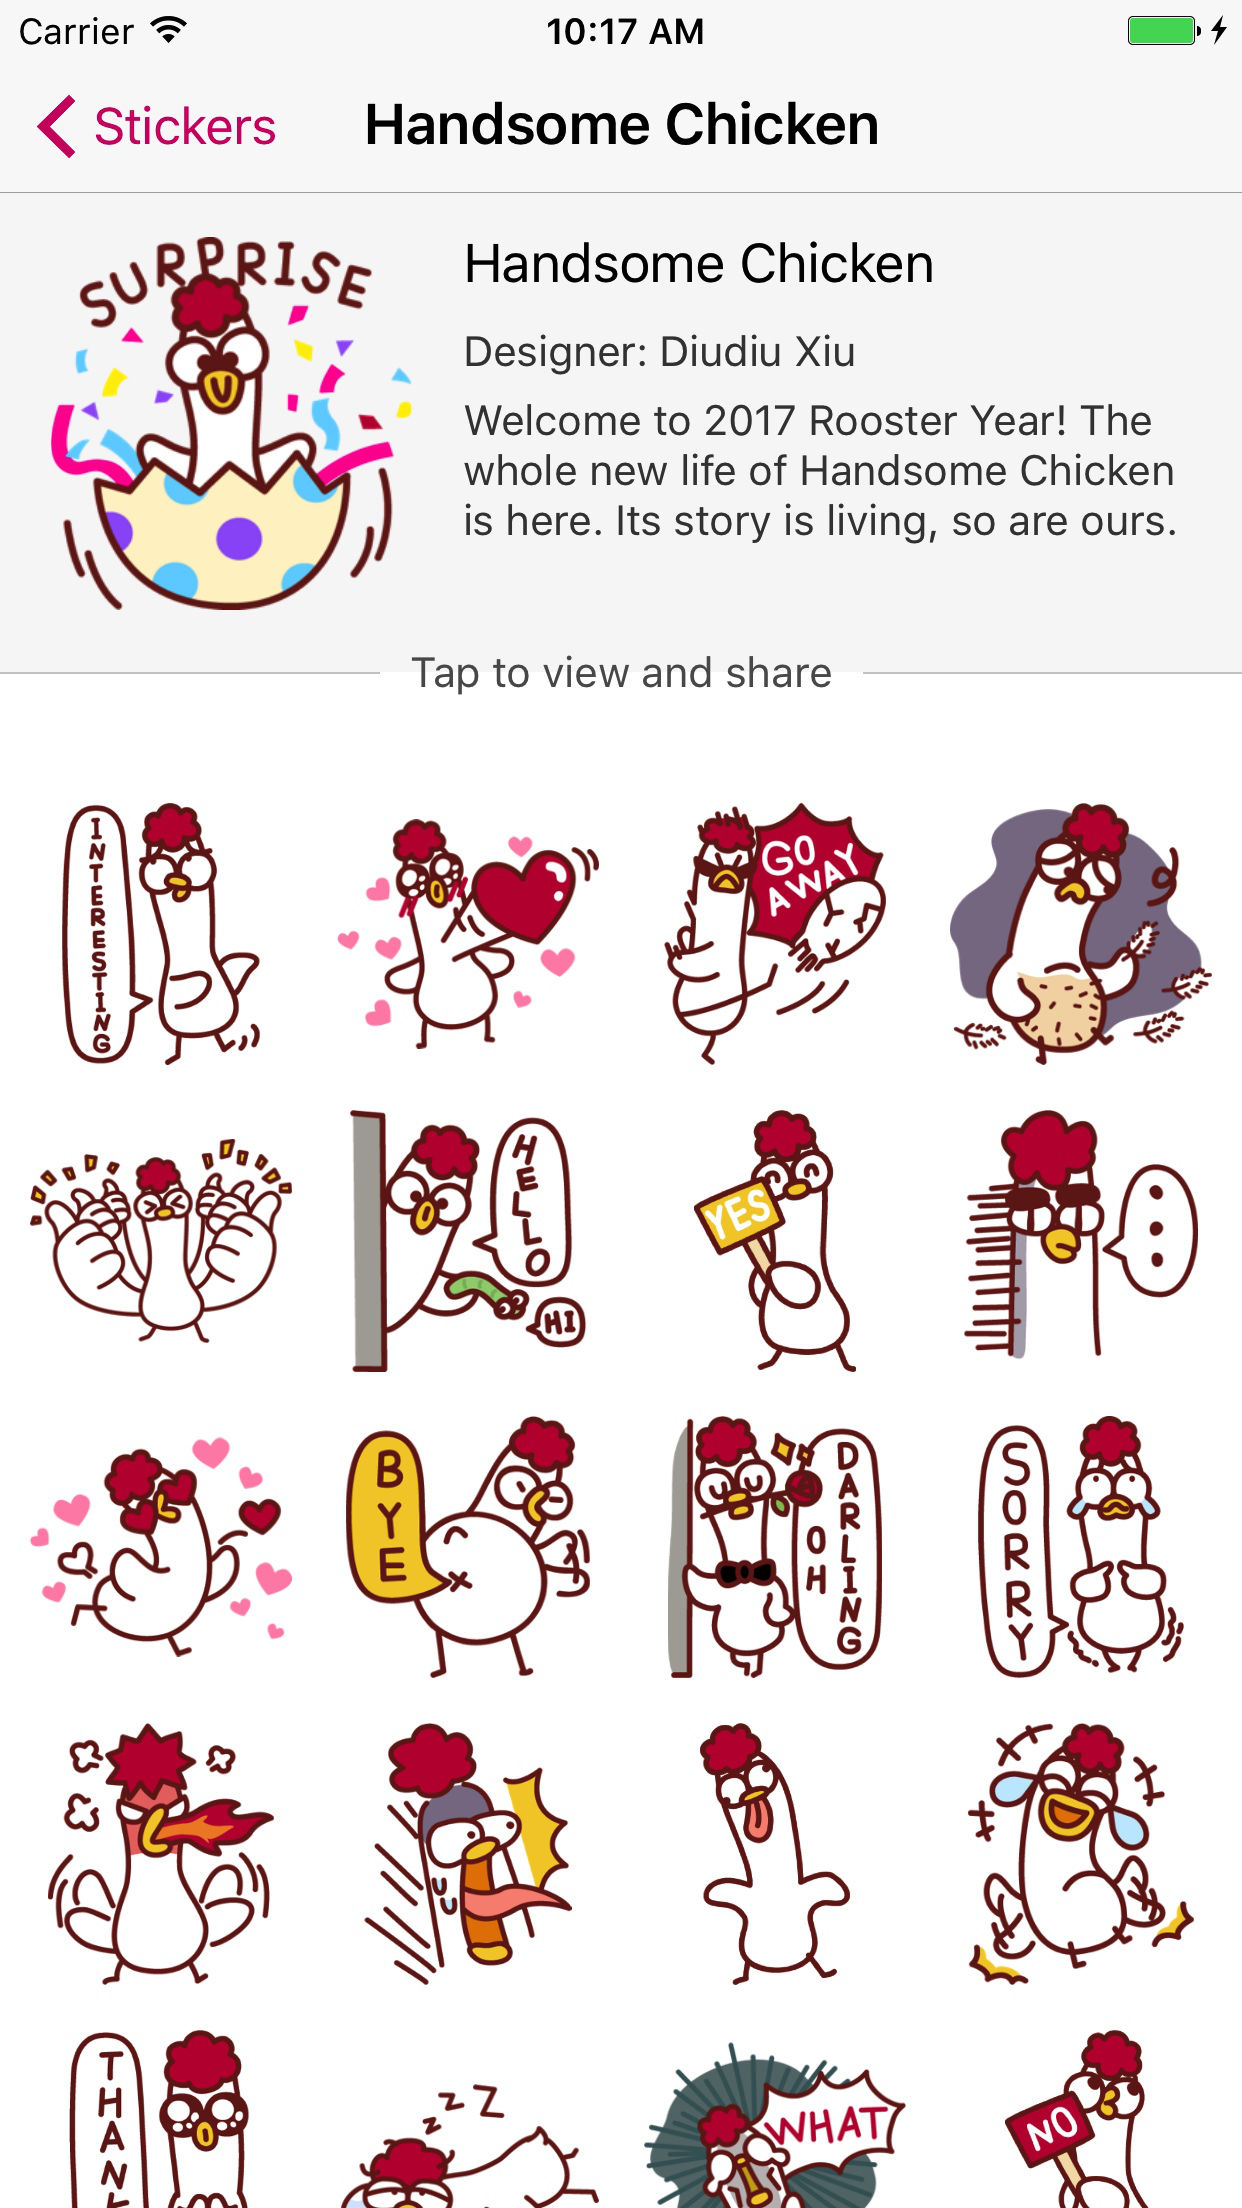 Carrier
10:17 AM
Stickers
Handsome Chicken
SURPRISE
Handsome Chicken
Designer: Diudiu Xiu
Welcome to 2017 Rooster Year! The
whole new life of Handsome Chicken
is here. Its story is living, so are ours.
Tap to view and share
INTERESTING
GO
AWAY
HELLO
HI
YES
BYE
OH
DARLING
SORRY
THANK
zzZ
WHAT
NO